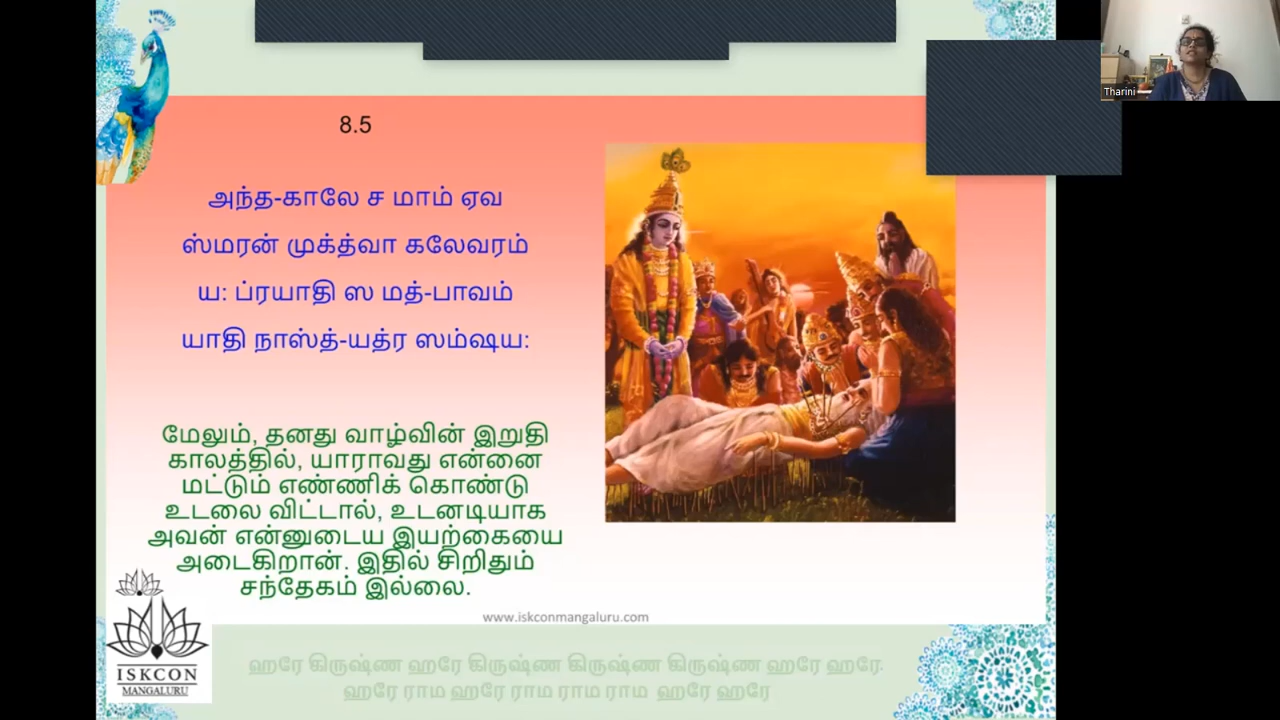 Tharini
8.5
அந்த-காலே ச மாம் ஏவ
ஸ்மரன் முக்த்வா கலேவரம்
ய: ப்ரயாதி ஸ மத்-பாவம்
யாதி நாஸ்த்-யத்ர ஸம்ஷய:
மேலும், தனது வாழ்வின் இறுதி
காலத்தில், யாராவது என்னை
மட்டும் எண்ணிக் கொண்டு
உடலை விட்டால், உடனடியாக
அவன் என்னுடைய இயற்கையை
அடைகிறான். இதில் சிறிதும்
சந்தேகம் இல்லை.
www.iskconmangaluru.com
ISKCON
MANGALURU
ஹரே கிருஷ்ண ஹரே கிருஷ்ண கிருஷ்ண கிருஷ்ண ஹரே ஹரே
ஹரே ராம ஹரே ராம ராம ராம ஹரே ஹரே